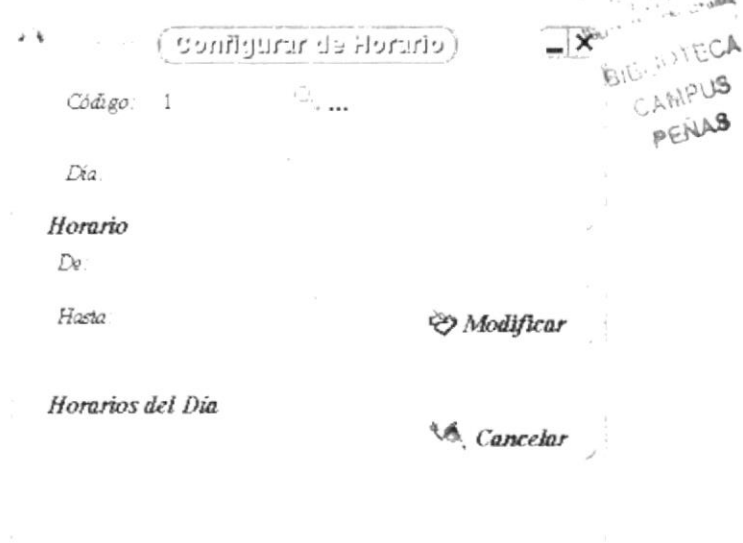 Configurar de Horario
Código: 1 ...
Día:
Horario
De:
Hasta:
Modificar
Horarios del Día
Cancelar
BIBLIOTECA
CAMPUS
PEÑAS